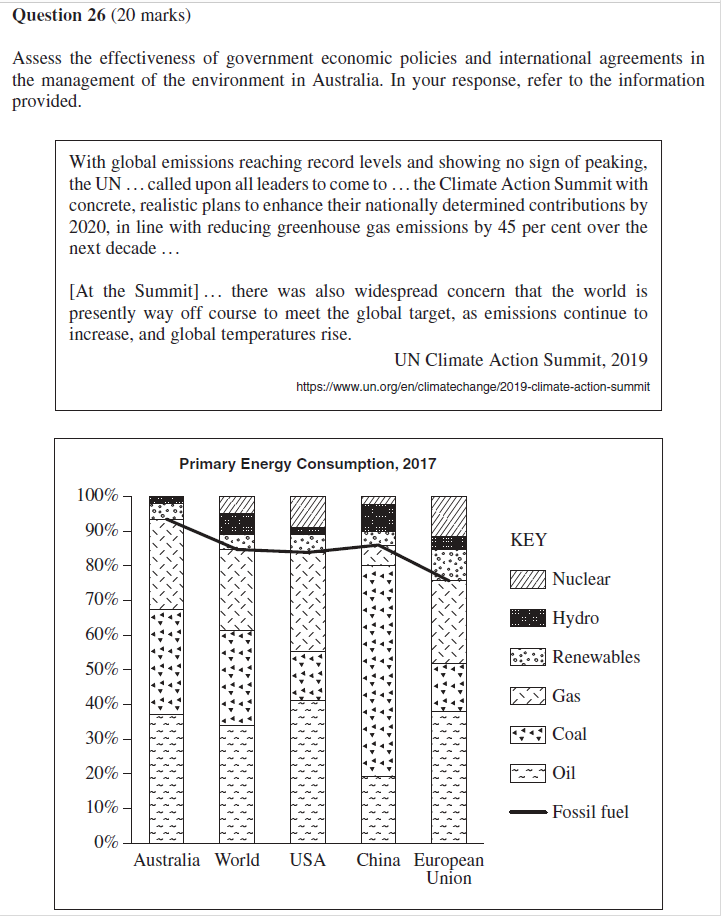 Question 26 (20 marks)
Assess the effectiveness of government economic policies and international agreements in
the management of the environment in Australia. In your response, refer to the information
provided.
With global emissions reaching record levels and showing no sign of peaking,
the UN … called upon all leaders to come to … the Climate Action Summit with
concrete, realistic plans to enhance their nationally determined contributions by
2020, in line with reducing greenhouse gas emissions by 45 per cent over the
next decade …
[At the Summit] … there was also widespread concern that the world is
presently way off course to meet the global target, as emissions continue to
increase, and global temperatures rise.
UN Climate Action Summit, 2019
https://www.un.org/en/climatechange/2019-climate-action-summit
Primary Energy Consumption, 2017
100%
90%
80%
70%
60%
50%
40%
30%
20%
10%
0%
Australia World USA China European
Union
KEY
Nuclear
Hydro
Renewables
Gas
Coal
Oil
Fossil fuel